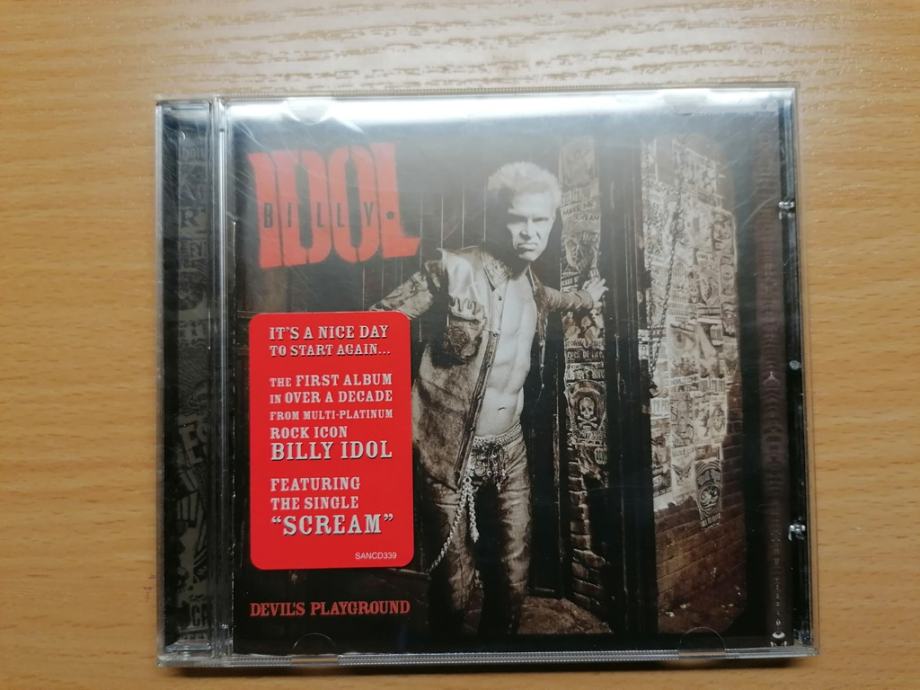 IDOL
BILLY
IT'S A NICE DAY
TO START AGAIN...
THE FIRST ALBUM
IN OVER A DECADE
FROM MULTI-PLATINUM
ROCK ICON
BILLY IDOL
FEATURING
THE SINGLE
"SCREAM"
SANCD339
DEVIL'S PLAYGROUND